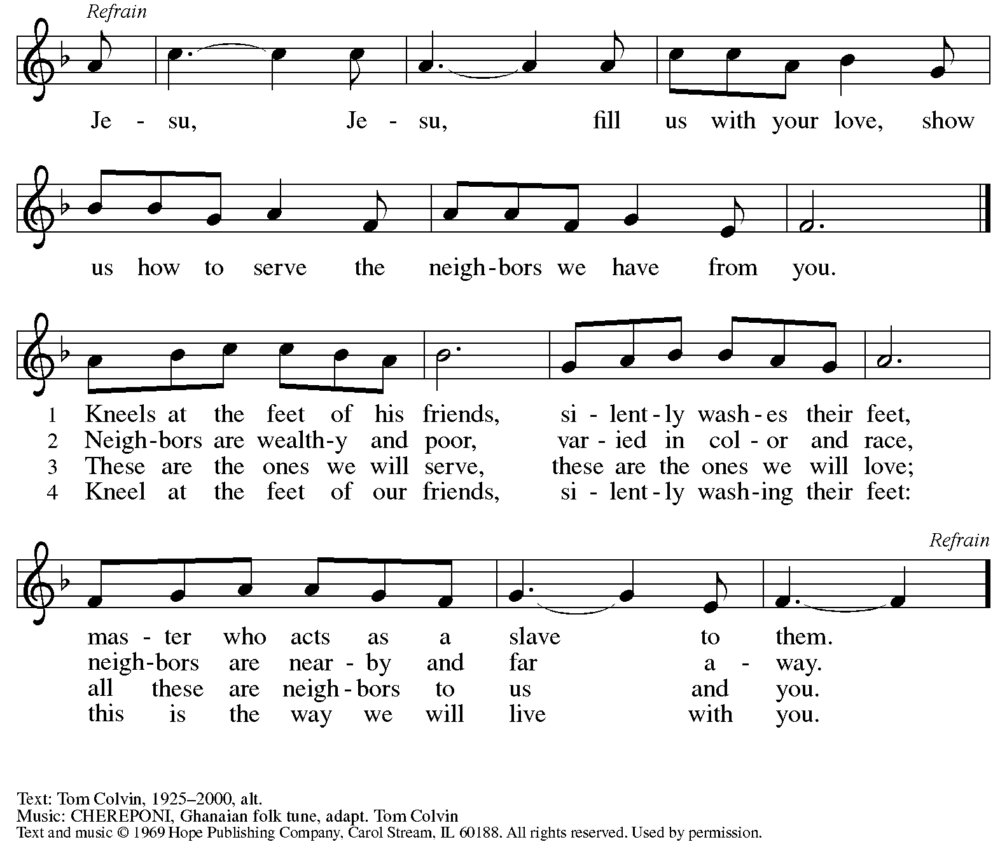 Refrain
Je - su, Je - su, fill us with your love, show
us how to serve the neigh - bors we have from you.
1 Kneels at the feet of his friends, si - lent - ly wash - es their feet,
2 Neigh - bors are wealth - y and poor, var - ied in col - or and race,
3 These are the ones we will serve, these are the ones we will love;
4 Kneel at the feet of our friends, si - lent - ly wash - ing their feet:
Refrain
mas - ter who acts as a slave to them.
neigh - bors are near - by and far a - way.
all these are neigh - bors to us and you.
this is the way we will live with you.
Text: Tom Colvin, 1925–2000, alt.
Music: CHEREPONI, Ghanaian folk tune, adapt. Tom Colvin
Text and music © 1969 Hope Publishing Company, Carol Stream, IL 60188. All rights reserved. Used by permission.